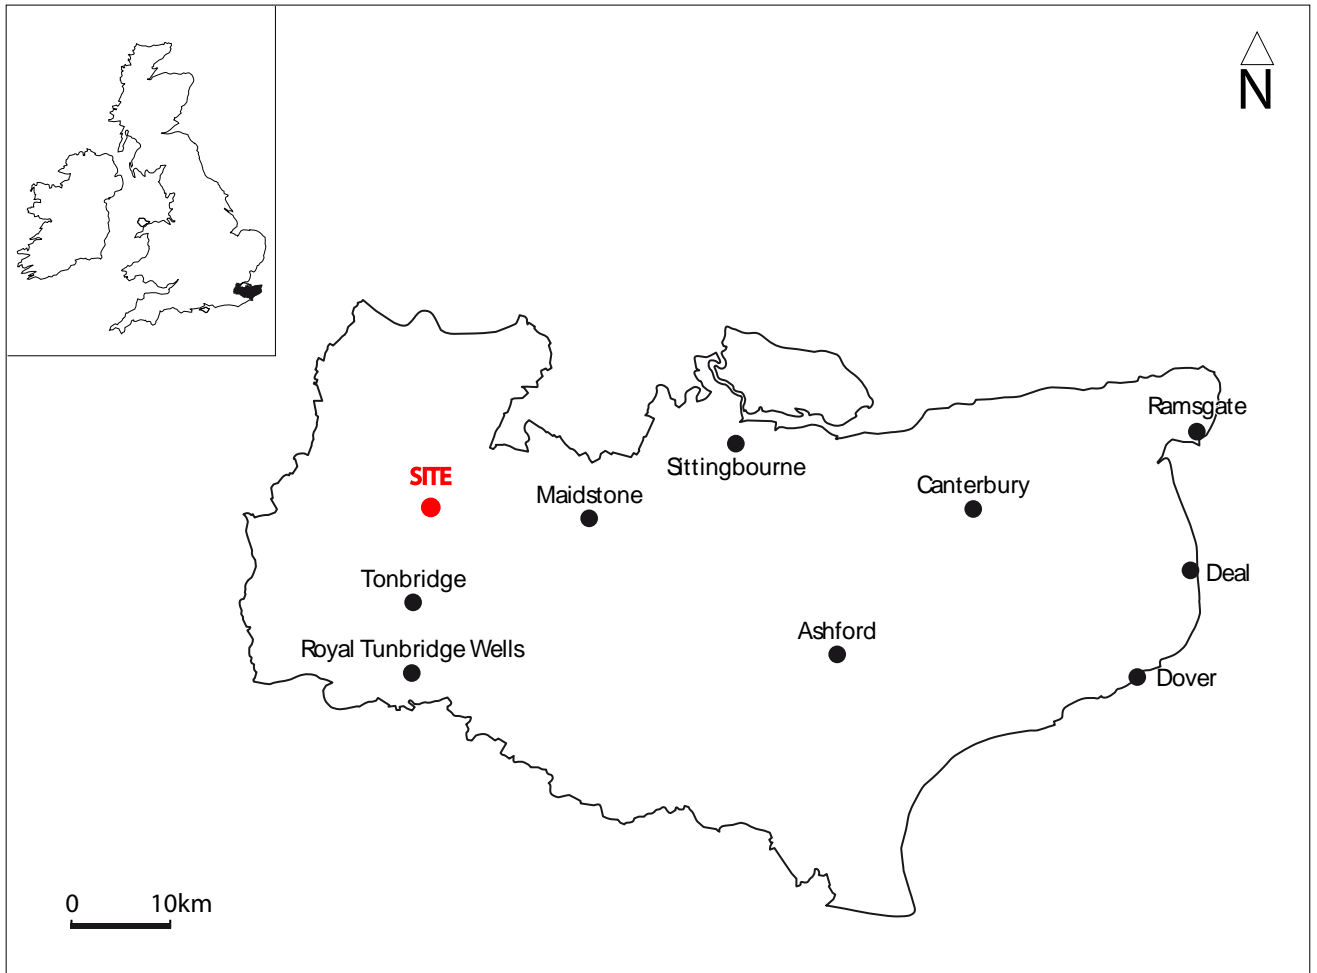 N
Ramsgate
Sittingbourne
SITE
Maidstone
Canterbury
Tonbridge
Deal
Ashford
Royal Tunbridge Wells
Dover
0 10km